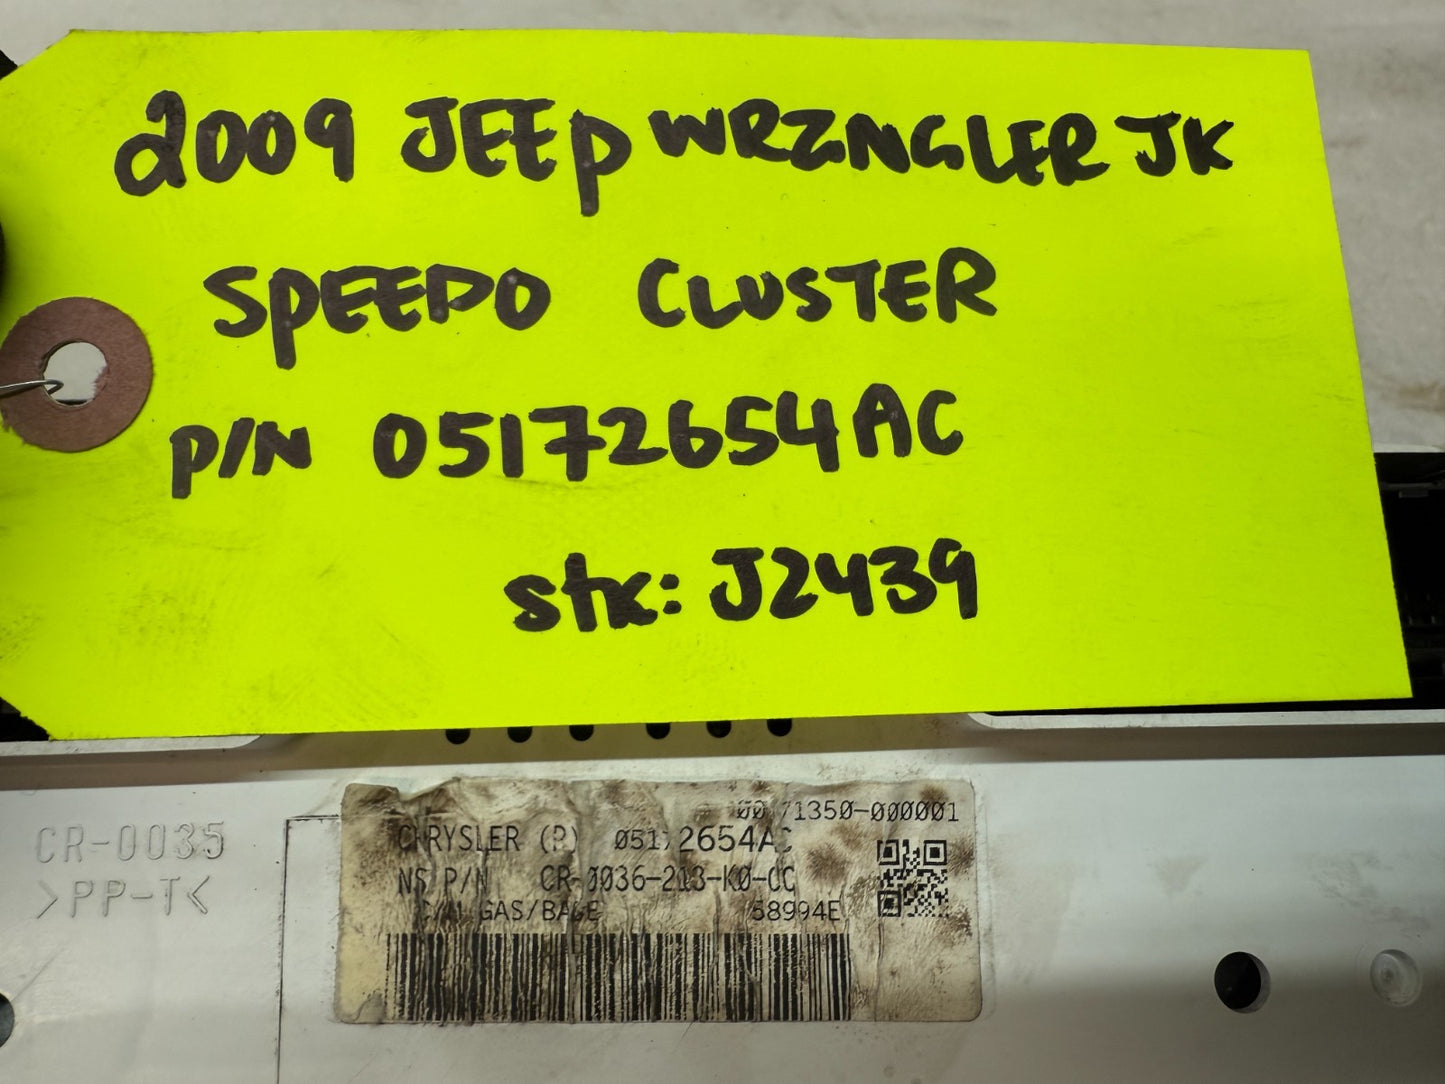 2009 JEEP WRANGLER JK
SPEEDO CLUSTER
P/N 05172654AC
stk: J2439
CR-0035
>PP-T<
0071350-000001
CHRYSLER (P) 05172654AC
NS P/N CR-0036-213-K0-CC
GAS/BASE 58994E